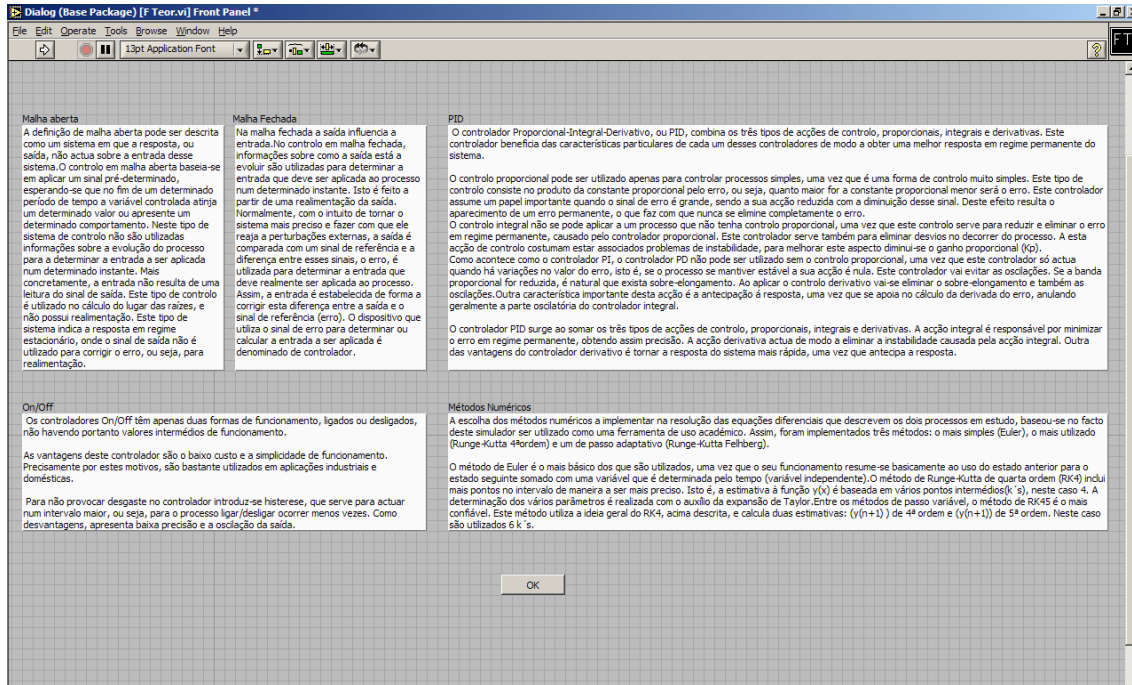 Dialog (Base Package) [F Teor.vi] Front Panel *
File Edit Operate Tools Browse Window Help
13pt Application Font
?
FT
Malha aberta
A definição de malha aberta pode ser descrita
como um sistema em que a resposta, ou
saída, não actua sobre a entrada desse
sistema.O controlo em malha aberta baseia-se
em aplicar um sinal pré-determinado,
esperando-se que no fim de um determinado
período de tempo a variável controlada atinja
um determinado valor ou apresente um
determinado comportamento. Neste tipo de
sistema de controlo não são utilizadas
informações sobre a evolução do processo
para a determinar a entrada a ser aplicada
num determinado instante. Mais
concretamente, a entrada não resulta de uma
leitura do sinal de saída. Este tipo de controlo
é utilizado no cálculo do lugar das raízes, e
não possui realimentação. Este tipo de
sistema indica a resposta em regime
estacionário, onde o sinal de saída não é
utilizado para corrigir o erro, ou seja, para
realimentação.
Malha Fechada
Na malha fechada a saída influencia a
entrada.No controlo em malha fechada,
informações sobre como a saída está a
evoluir são utilizadas para determinar a
entrada que deve ser aplicada ao processo
num determinado instante. Isto é feito a
partir de uma realimentação da saída.
Normalmente, com o intuito de tornar o
sistema mais preciso e fazer com que ele
reaja a perturbações externas, a saída é
comparada com um sinal de referência e a
diferença entre esses sinais, o erro, é
utilizada para determinar a entrada que
deve realmente ser aplicada ao processo.
Assim, a entrada é estabelecida de forma a
corrigir esta diferença entre a saída e o
sinal de referência (erro). O dispositivo que
utiliza o sinal de erro para determinar ou
calcular a entrada a ser aplicada é
denominado de controlador.
PID
O controlador Proporcional-Integral-Derivativo, ou PID, combina os três tipos de acções de controlo, proporcionais, integrais e derivativas. Este
controlador beneficia das características particulares de cada um desses controladores de modo a obter uma melhor resposta em regime permanente do
sistema.
O controlo proporcional pode ser utilizado apenas para controlar processos simples, uma vez que é uma forma de controlo muito simples. Este tipo de
controlo consiste no produto da constante proporcional pelo erro, ou seja, quanto maior for a constante proporcional menor será o erro. Este controlador
assume um papel importante quando o sinal de erro é grande, sendo a sua acção reduzida com a diminuição desse sinal. Deste efeito resulta o
aparecimento de um erro permanente, o que faz com que nunca se elimine completamente o erro.
O controlo integral não se pode aplicar a um processo que não tenha controlo proporcional, uma vez que este controlo serve para reduzir e eliminar o erro
em regime permanente, causado pelo controlador proporcional. Este controlador serve também para eliminar desvios no decorrer do processo. A esta
acção de controlo costumam estar associados problemas de instabilidade, para melhorar este aspecto diminui-se o ganho proporcional (Kp).
Como acontece como o controlador PI, o controlador PD não pode ser utilizado sem o controlo proporcional, uma vez que este controlador só actua
quando há variações no valor do erro, isto é, se o processo se mantiver estável a sua acção é nula. Este controlador vai evitar as oscilações. Se a banda
proporcional for reduzida, é natural que exista sobre-elongamento. Ao aplicar o controlo derivativo vai-se eliminar o sobre-elongamento e também as
oscilações.Outra característica importante desta acção é a antecipação á resposta, uma vez que se apoia no cálculo da derivada do erro, anulando
geralmente a parte oscilatória do controlador integral.
O controlador PID surge ao somar os três tipos de acções de controlo, proporcionais, integrais e derivativas. A acção integral é responsável por minimizar
o erro em regime permanente, obtendo assim precisão. A acção derivativa actua de modo a eliminar a instabilidade causada pela acção integral. Outra
das vantagens do controlador derivativo é tornar a resposta do sistema mais rápida, uma vez que antecipa a resposta.
On/Off
Os controladores On/Off têm apenas duas formas de funcionamento, ligados ou desligados,
não havendo portanto valores intermédios de funcionamento.
As vantagens deste controlador são o baixo custo e a simplicidade de funcionamento.
Precisamente por estes motivos, são bastante utilizados em aplicações industriais e
domésticas.
Para não provocar desgaste no controlador introduz-se histerese, que serve para actuar
num intervalo maior, ou seja, para o processo ligar/desligar ocorrer menos vezes. Como
desvantagens, apresenta baixa precisão e a oscilação da saída.
Métodos Numéricos
A escolha dos métodos numéricos a implementar na resolução das equações diferenciais que descrevem os dois processos em estudo, baseou-se no facto
deste simulador ser utilizado como uma ferramenta de uso académico. Assim, foram implementados três métodos: o mais simples (Euler), o mais utilizado
(Runge-Kutta 4ªordem) e um de passo adaptativo (Runge-Kutta Felhberg).
O método de Euler é o mais básico dos que são utilizados, uma vez que o seu funcionamento resume-se basicamente ao uso do estado anterior para o
estado seguinte somado com uma variável que é determinada pelo tempo (variável independente).O método de Runge-Kutta de quarta ordem (RK4) inclui
mais pontos no intervalo de maneira a ser mais preciso. Isto é, a estimativa à função y(x) é baseada em vários pontos intermédios(k´s), neste caso 4. A
determinação dos vários parâmetros é realizada com o auxílio da expansão de Taylor.Entre os métodos de passo variável, o método de RK45 é o mais
confiável. Este método utiliza a ideia geral do RK4, acima descrita, e calcula duas estimativas: (y(n+1) ) de 4ª ordem e (y(n+1)) de 5ª ordem. Neste caso
são utilizados 6 k´s.
OK